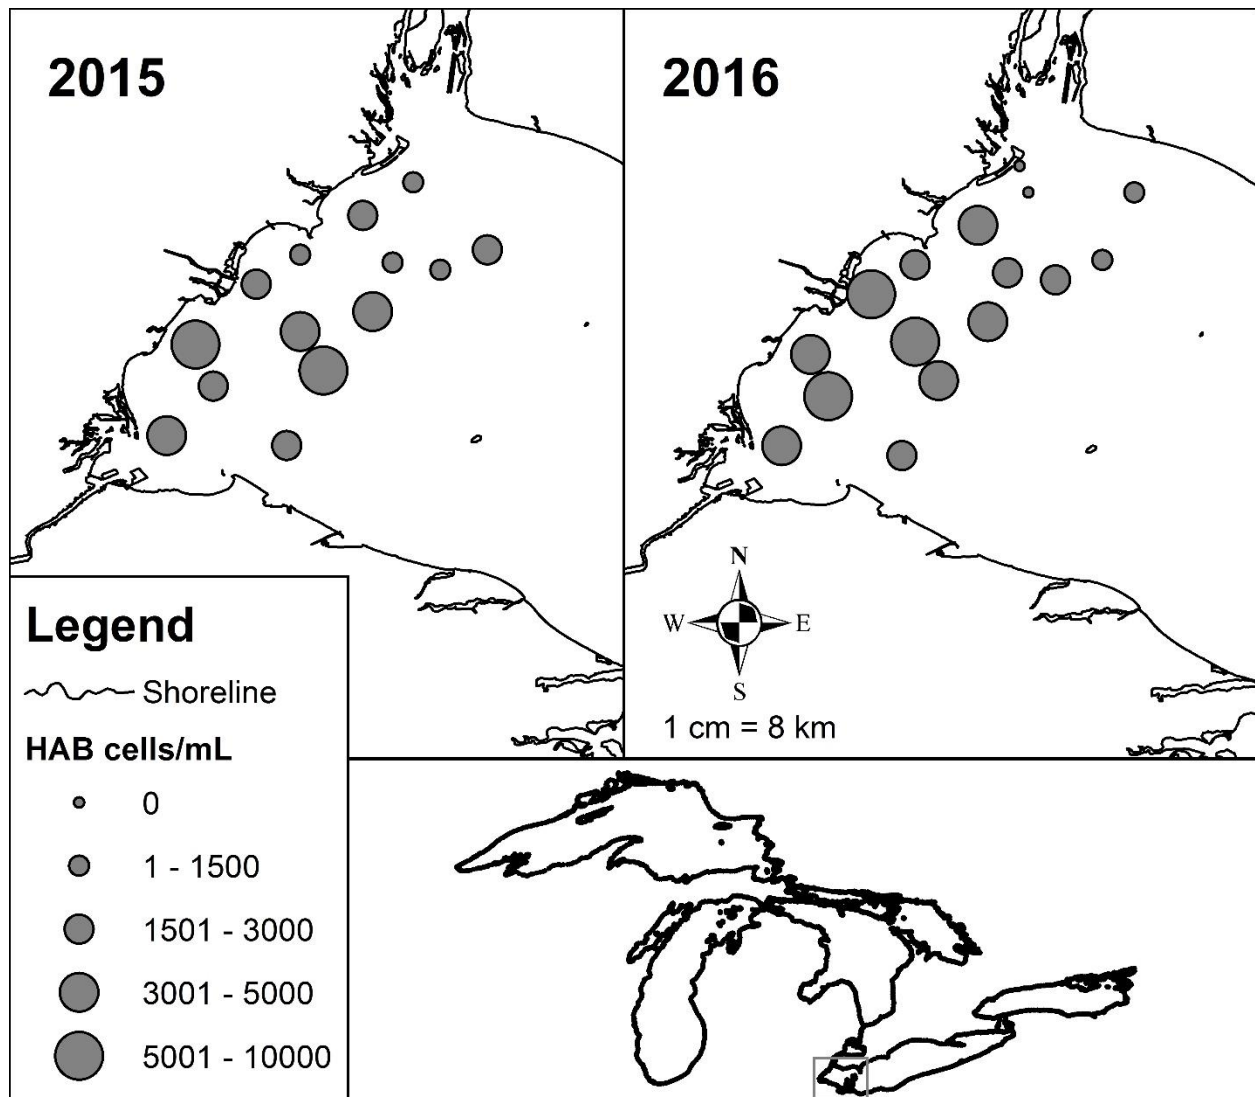 2015
2016
N
W E
S
1 cm = 8 km
Legend
Shoreline
HAB cells/mL
0
1 - 1500
1501 - 3000
3001 - 5000
5001 - 10000